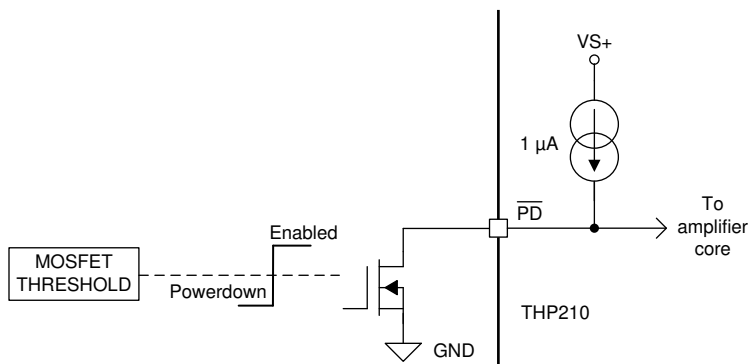 VS+
1 µA
PD
To
amplifier
core
Enabled
MOSFET
THRESHOLD
Powerdown
THP210
GND